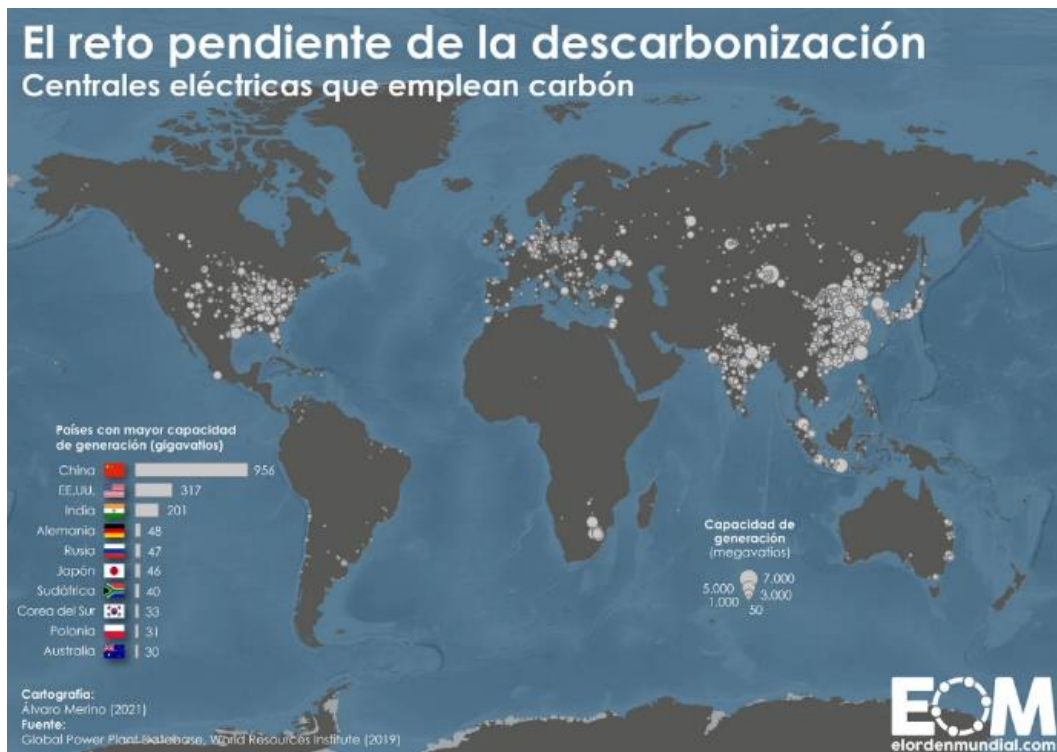 El reto pendiente de la descarbonización
Centrales eléctricas que emplean carbón
Países con mayor capacidad
de generación (gigavatios)
China 956
EE.UU. 317
India 201
Alemania 48
Rusia 47
Japón 46
Sudáfrica 40
Corea del Sur 33
Polonia 31
Australia 30
Capacidad de
generación
(megavatios)
7.000
5.000
3.000
1.000
50
Cartografía:
Álvaro Merino (2021)
Fuente:
Global Power Plant Database, World Resources Institute (2019)
EOM
elordenmundial.com